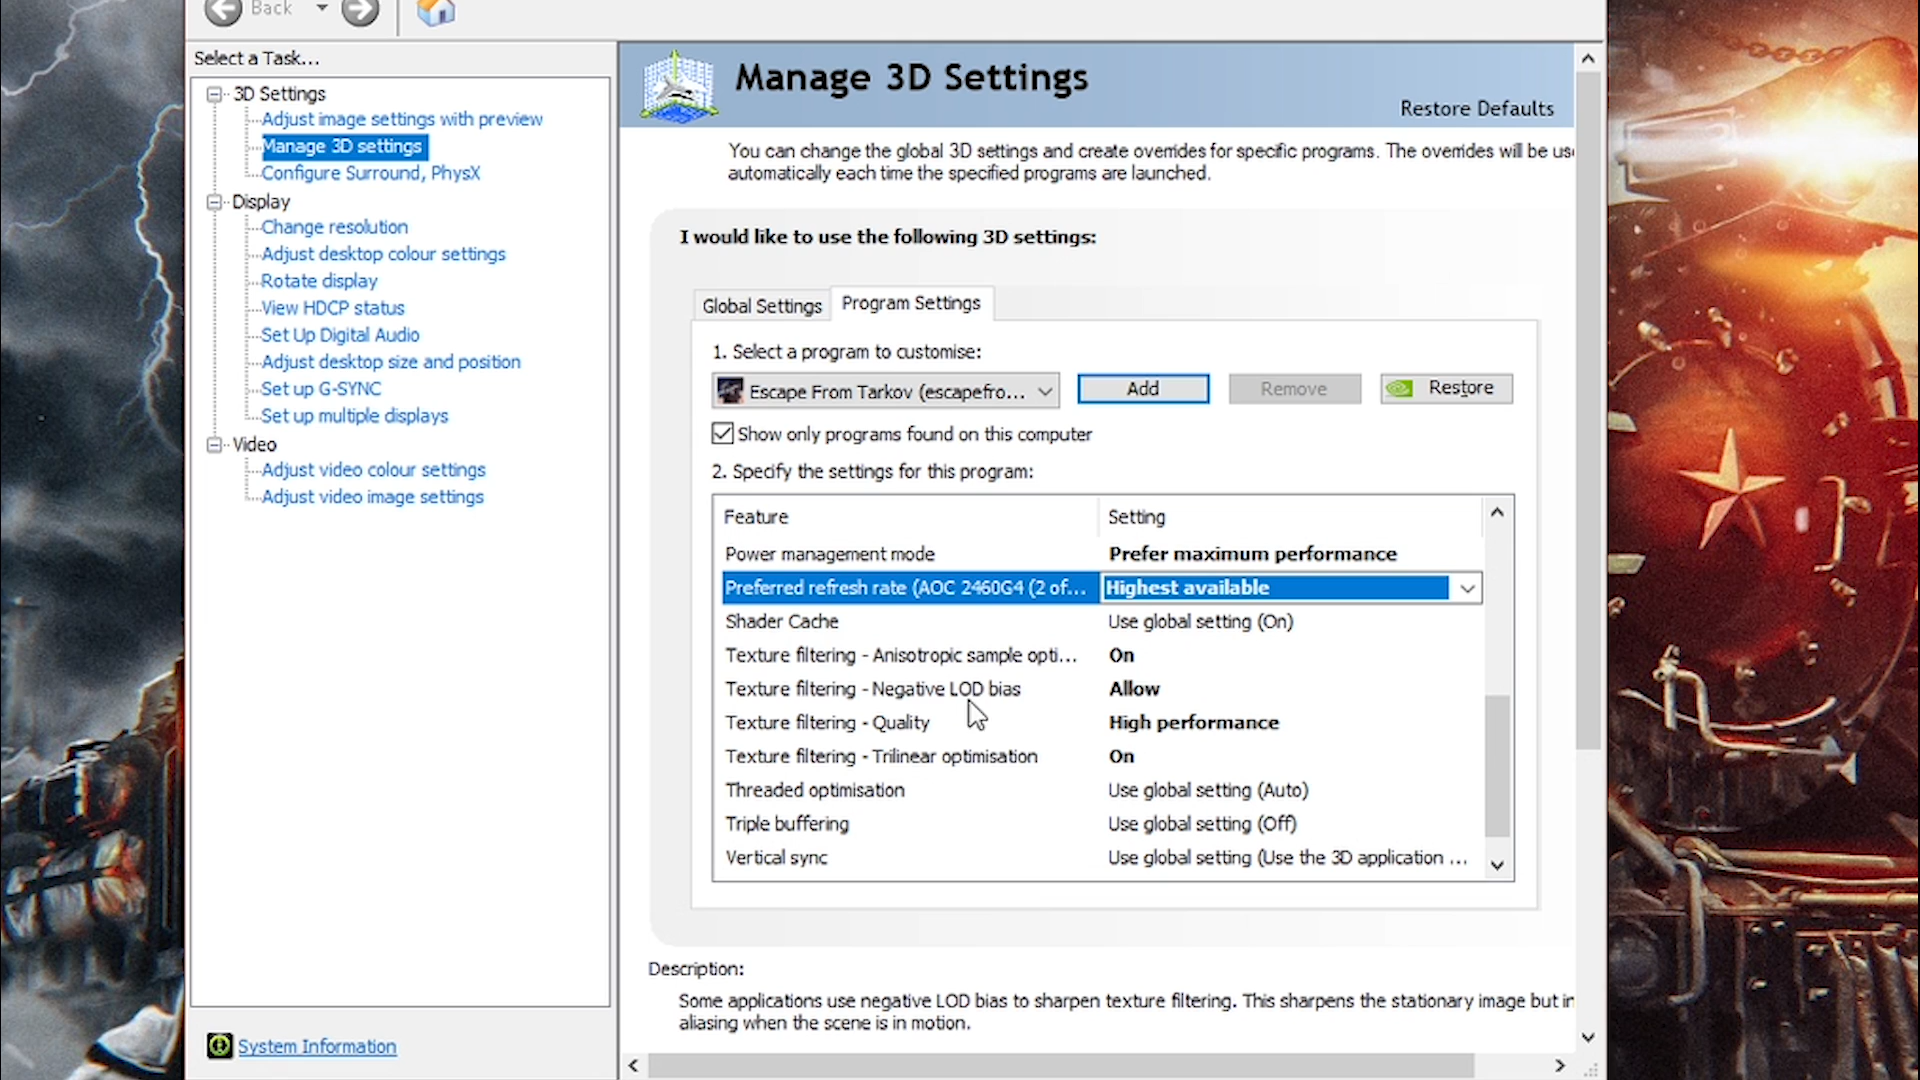 Back
Select a Task...
3D Settings
Adjust image settings with preview
Manage 3D settings
Configure Surround, PhysX
Display
Change resolution
Adjust desktop colour settings
Rotate display
View HDCP status
Set Up Digital Audio
Adjust desktop size and position
Set up G-SYNC
Set up multiple displays
Video
Adjust video colour settings
Adjust video image settings
System Information
Manage 3D Settings
Restore Defaults
You can change the global 3D settings and create overrides for specific programs. The overrides will be use
automatically each time the specified programs are launched.
I would like to use the following 3D settings:
Global Settings Program Settings
1. Select a program to customise:
Escape From Tarkov (escapefro... Add Remove Restore
Show only programs found on this computer
2. Specify the settings for this program:
Feature Setting
Power management mode Prefer maximum performance
Preferred refresh rate (AOC 2460G4 (2 of... Highest available
Shader Cache Use global setting (On)
Texture filtering - Anisotropic sample opti... On
Texture filtering - Negative LOD bias Allow
Texture filtering - Quality High performance
Texture filtering - Trilinear optimisation On
Threaded optimisation Use global setting (Auto)
Triple buffering Use global setting (Off)
Vertical sync Use global setting (Use the 3D application ...
Description:
Some applications use negative LOD bias to sharpen texture filtering. This sharpens the stationary image but in
aliasing when the scene is in motion.